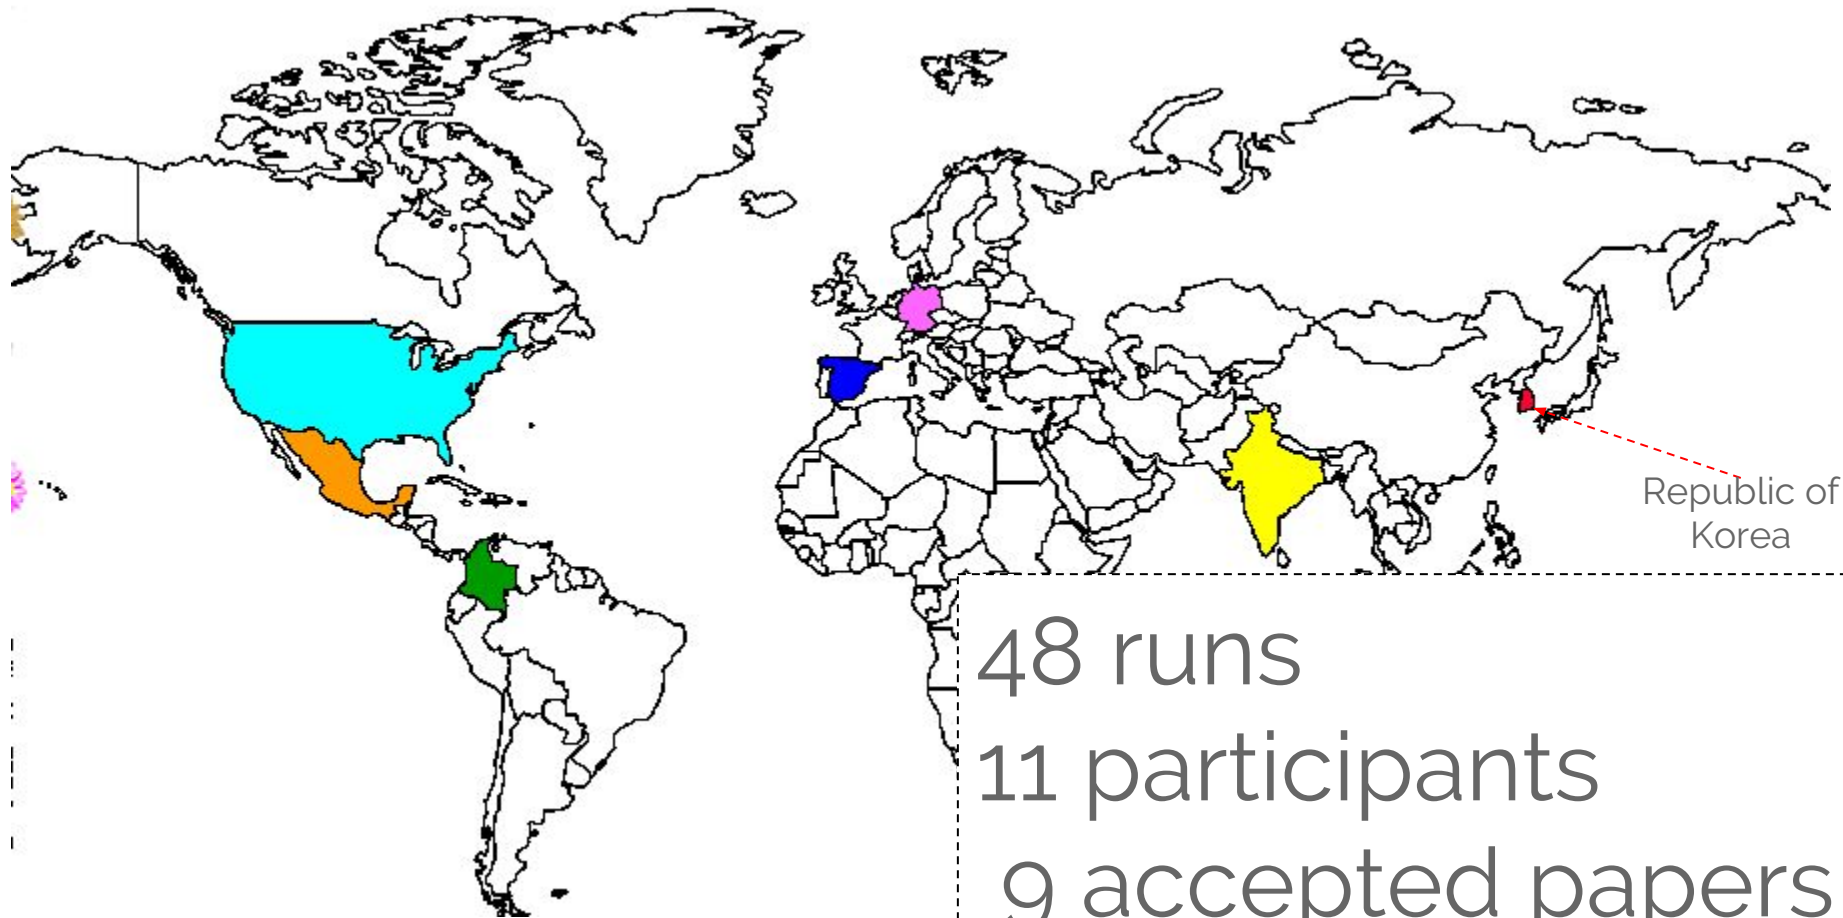 Republic of
Korea
48 runs
11 participants
9 accepted papers